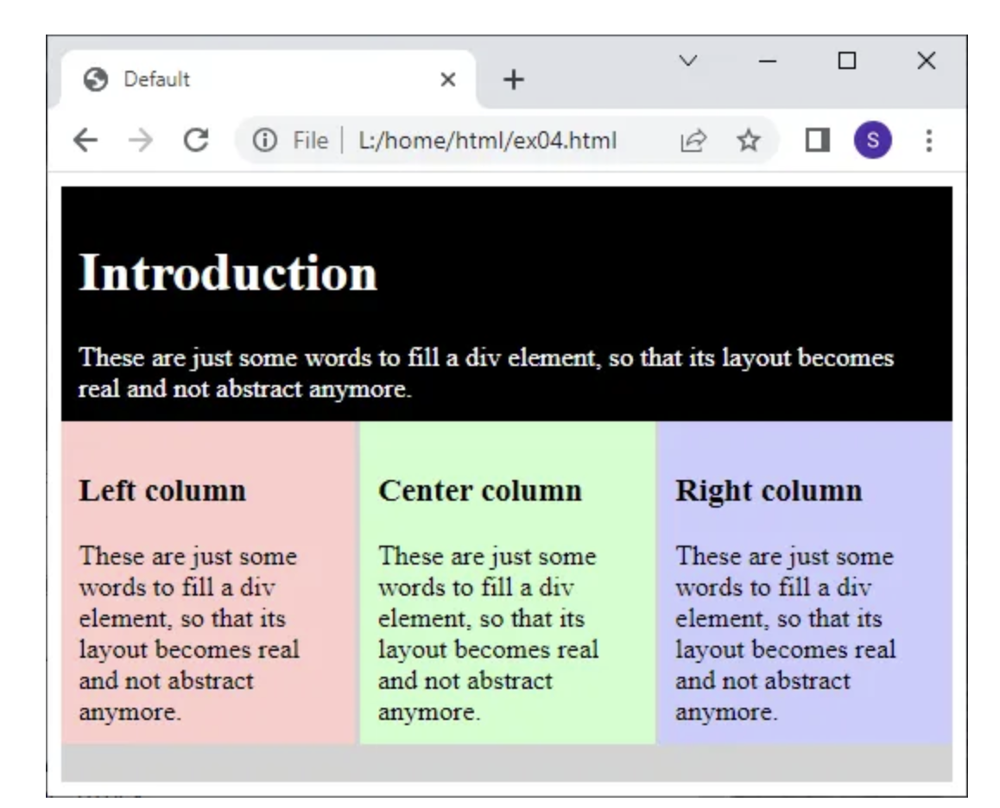 Default
File
L:/home/html/ex04.html
S
Introduction
These are just some words to fill a div element, so that its layout becomes
real and not abstract anymore.
Left column
These are just some
words to fill a div
element, so that its
layout becomes real
and not abstract
anymore.
Center column
These are just some
words to fill a div
element, so that its
layout becomes real
and not abstract
anymore.
Right column
These are just some
words to fill a div
element, so that its
layout becomes real
and not abstract
anymore.